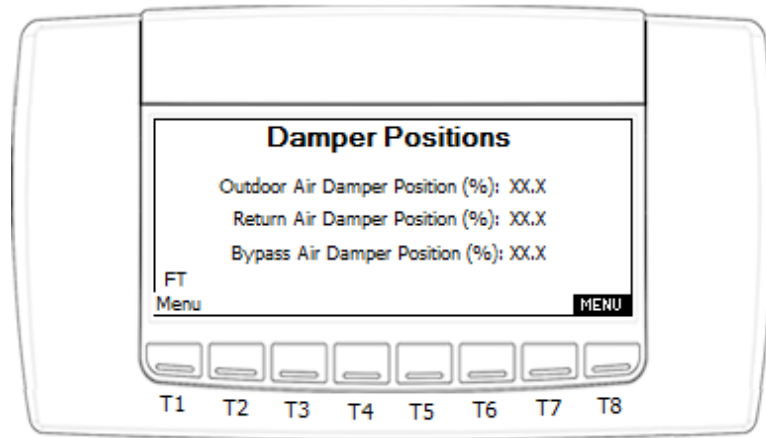 Damper Positions
Outdoor Air Damper Position (%): XX.X
Return Air Damper Position (%): XX.X
Bypass Air Damper Position (%): XX.X
FT
Menu MENU
T1 T2 T3 T4 T5 T6 T7 T8